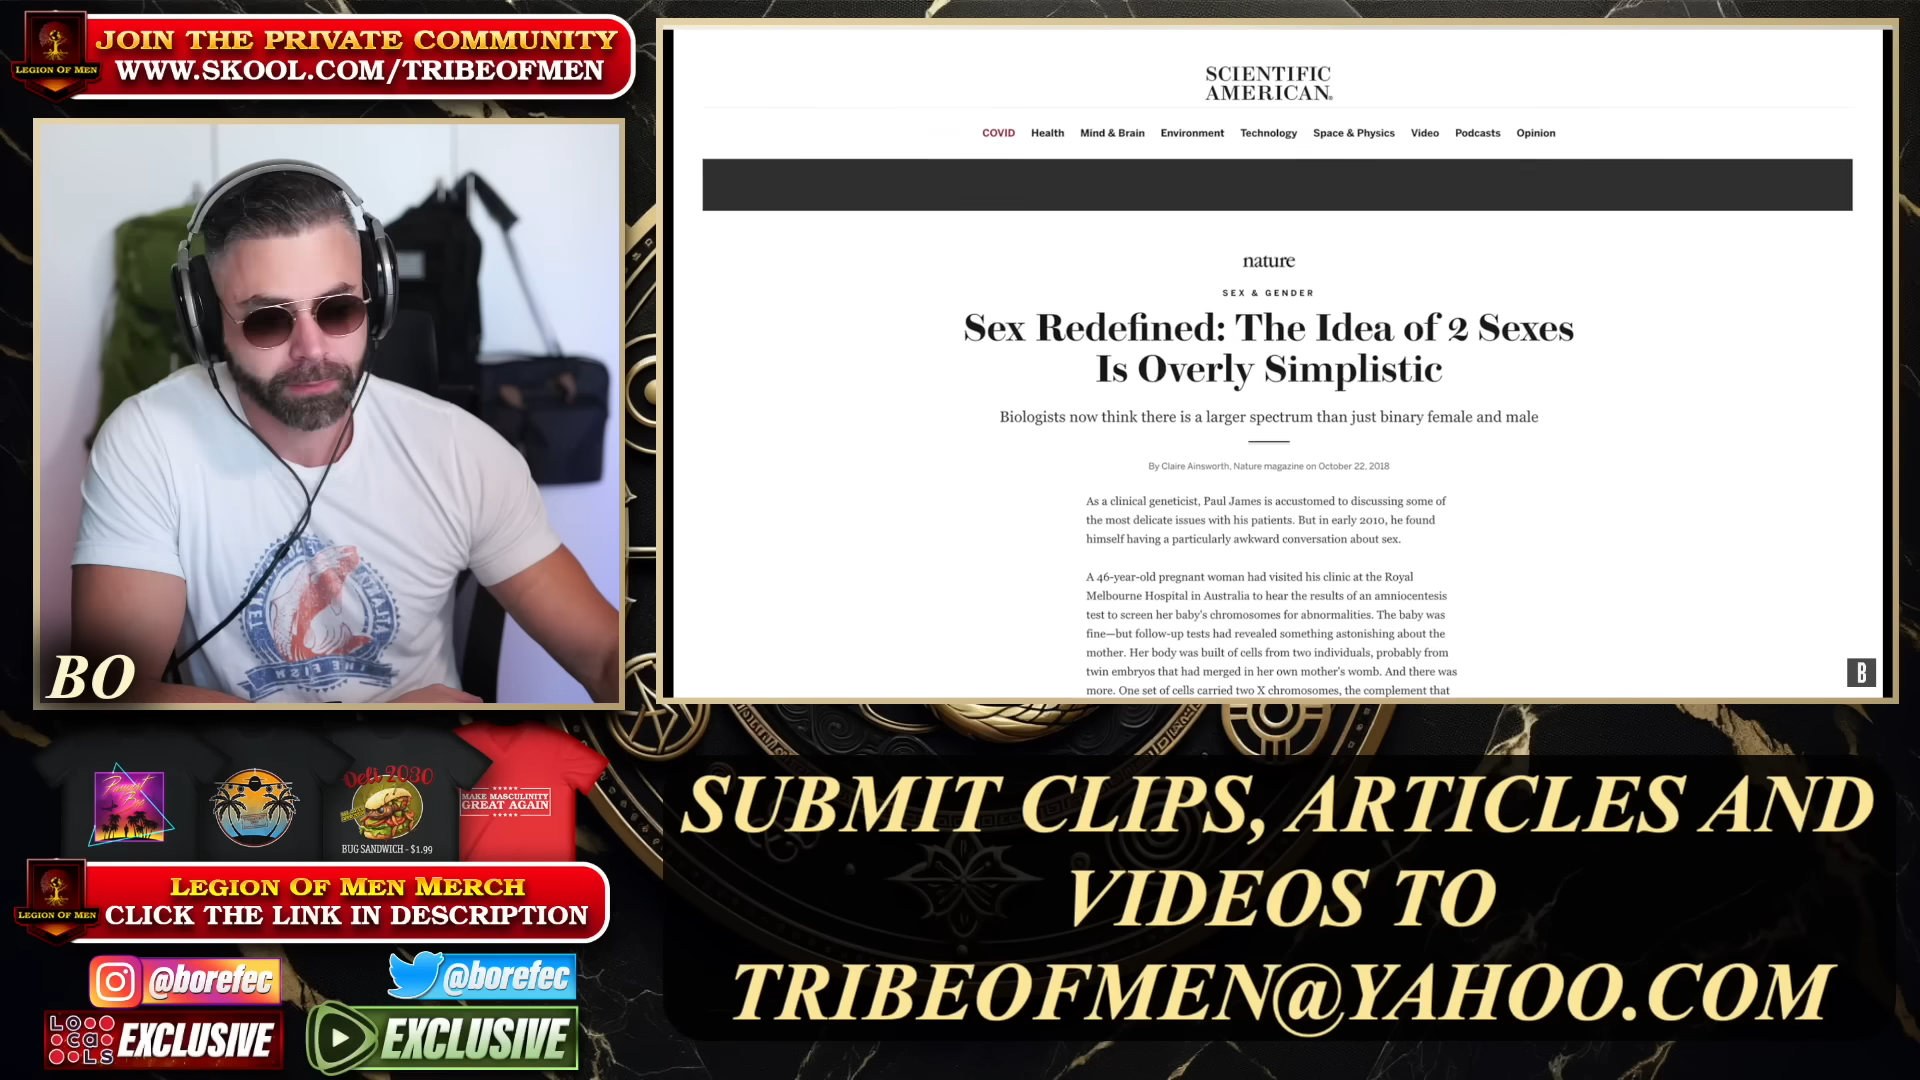 JOIN THE PRIVATE COMMUNITY
WWW.SKOOL.COM/TRIBEOFMEN
LEGION OF MEN
BO
SCIENTIFIC
AMERICAN®
COVID Health Mind & Brain Environment Technology Space & Physics Video Podcasts Opinion
nature
SEX & GENDER
Sex Redefined: The Idea of 2 Sexes
Is Overly Simplistic
Biologists now think there is a larger spectrum than just binary female and male
By Claire Ainsworth, Nature magazine on October 22, 2018
As a clinical geneticist, Paul James is accustomed to discussing some of
the most delicate issues with his patients. But in early 2010, he found
himself having a particularly awkward conversation about sex.
A 46-year-old pregnant woman had visited his clinic at the Royal
Melbourne Hospital in Australia to hear the results of an amniocentesis
test to screen her baby's chromosomes for abnormalities. The baby was
fine—but follow-up tests had revealed something astonishing about the
mother. Her body was built of cells from two individuals, probably from
twin embryos that had merged in her own mother's womb. And there was
more. One set of cells carried two X chromosomes, the complement that
B
Deli 2030
BUG SANDWICH - $1.99
MAKE MASCULINITY
GREAT AGAIN
LEGION OF MEN MERCH
CLICK THE LINK IN DESCRIPTION
LEGION OF MEN
@borefec
@borefec
LOCALS
EXCLUSIVE
EXCLUSIVE
SUBMIT CLIPS, ARTICLES AND
VIDEOS TO
TRIBEOFMEN@YAHOO.COM